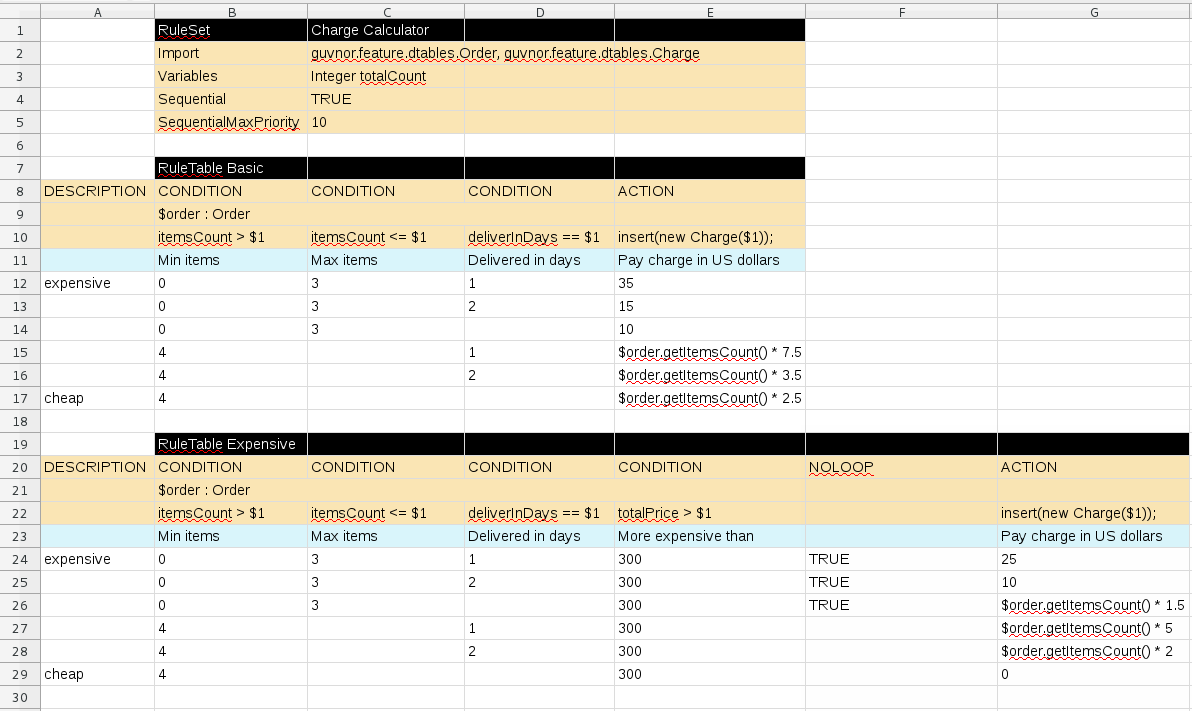 A B C D E F G
1 RuleSet Charge Calculator
2 Import guvnor.feature.dtables.Order, guvnor.feature.dtables.Charge
3 Variables Integer totalCount
4 Sequential TRUE
5 SequentialMaxPriority 10
6
7 RuleTable Basic
8 DESCRIPTION CONDITION CONDITION CONDITION ACTION
9 $order : Order
10 itemsCount > $1 itemsCount <= $1 deliverInDays == $1 insert(new Charge($1));
11 Min items Max items Delivered in days Pay charge in US dollars
12 expensive 0 3 1 35
13 0 3 2 15
14 0 3 10
15 4 1 $order.getItemsCount() * 7.5
16 4 2 $order.getItemsCount() * 3.5
17 cheap 4 $order.getItemsCount() * 2.5
18
19 RuleTable Expensive
20 DESCRIPTION CONDITION CONDITION CONDITION CONDITION NOLOOP ACTION
21 $order : Order
22 itemsCount > $1 itemsCount <= $1 deliverInDays == $1 totalPrice > $1 insert(new Charge($1));
23 Min items Max items Delivered in days More expensive than Pay charge in US dollars
24 expensive 0 3 1 300 TRUE 25
25 0 3 2 300 TRUE 10
26 0 3 300 TRUE $order.getItemsCount() * 1.5
27 4 1 300 $order.getItemsCount() * 5
28 4 2 300 $order.getItemsCount() * 2
29 cheap 4 300 0
30